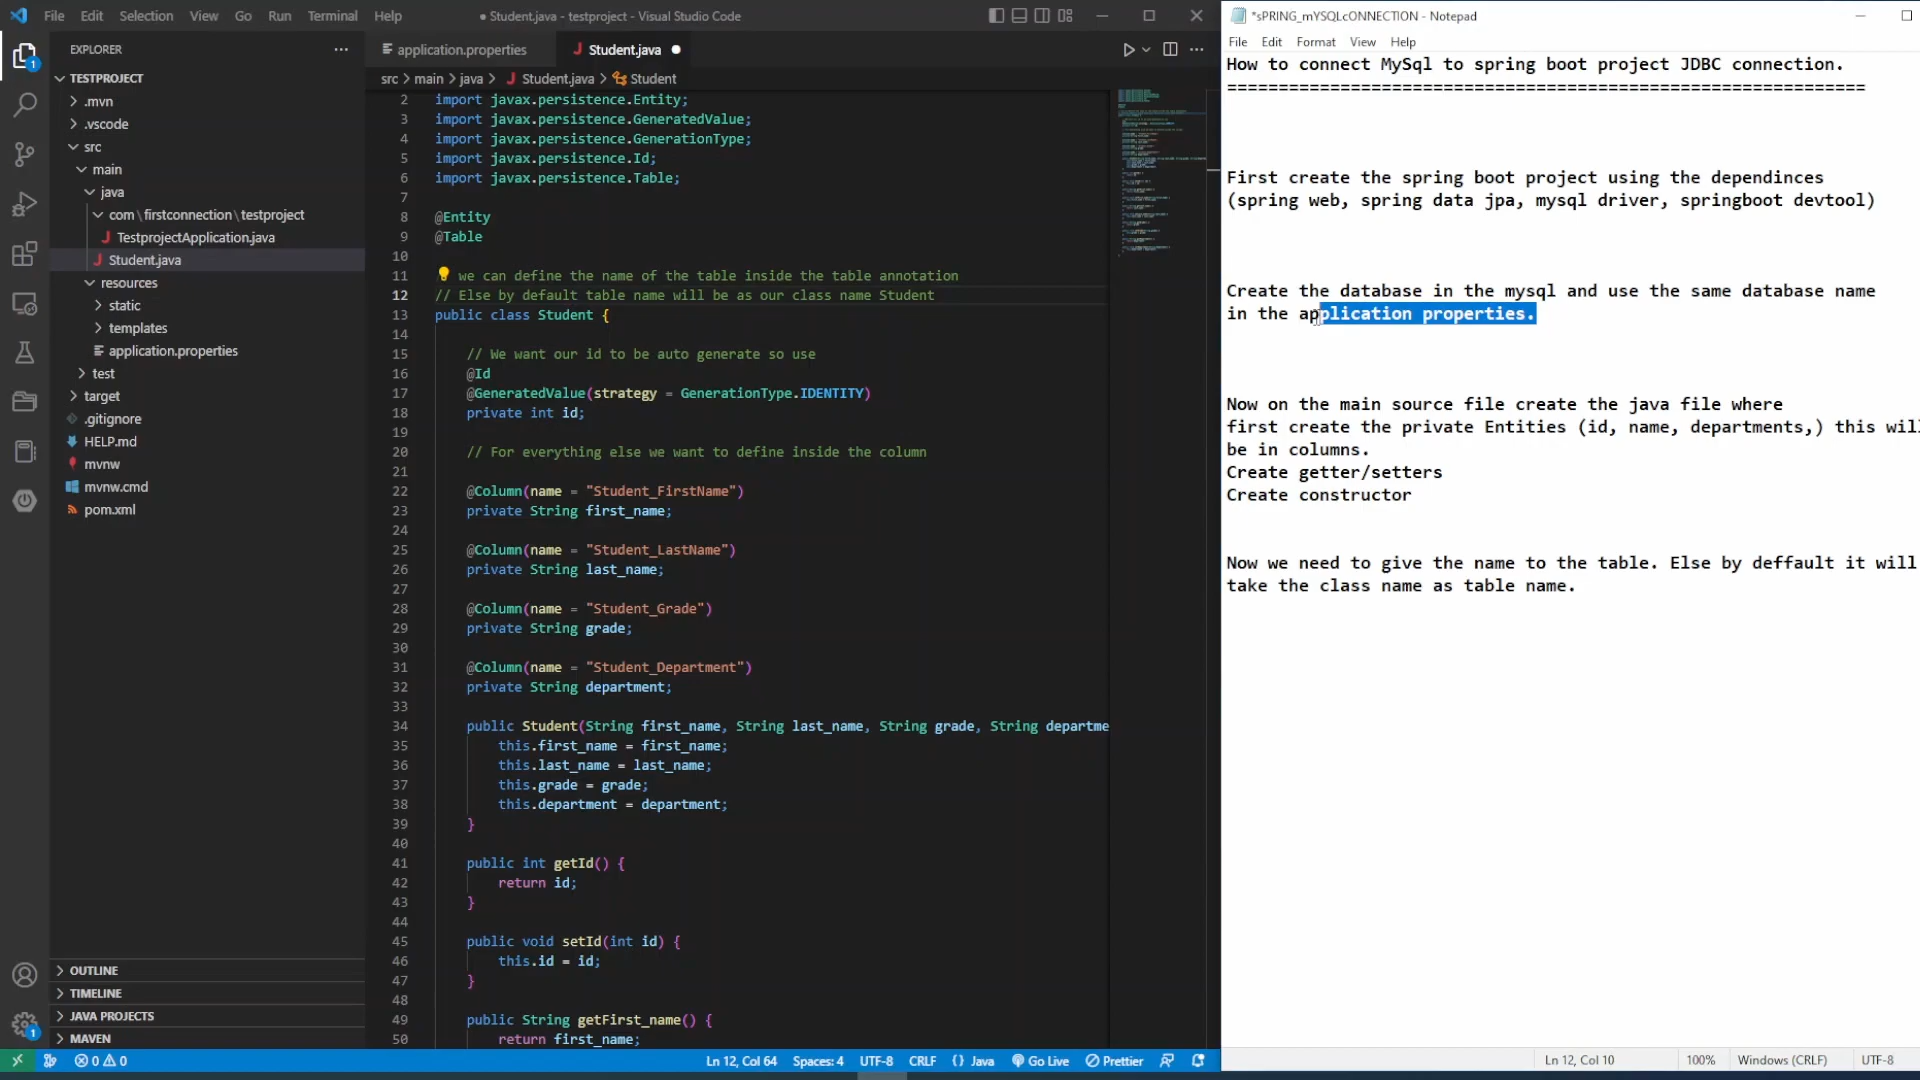 File Edit Selection View Go Run Terminal Help
● Student.java - testproject - Visual Studio Code
EXPLORER
TESTPROJECT
.mvn
.vscode
src
main
java
com\firstconnection\testproject
TestprojectApplication.java
Student.java
resources
static
templates
application.properties
test
target
.gitignore
HELP.md
mvnw
mvnw.cmd
pom.xml
OUTLINE
TIMELINE
JAVA PROJECTS
MAVEN
1
1
application.properties
Student.java
src > main > java > Student.java > Student
2 import javax.persistence.Entity;
3 import javax.persistence.GeneratedValue;
4 import javax.persistence.GenerationType;
5 import javax.persistence.Id;
6 import javax.persistence.Table;
7
8 @Entity
9 @Table
10
11 we can define the name of the table inside the table annotation
12 // Else by default table name will be as our class name Student
13 public class Student {
14
15 // We want our id to be auto generate so use
16 @Id
17 @GeneratedValue(strategy = GenerationType.IDENTITY)
18 private int id;
19
20 // For everything else we want to define inside the column
21
22 @Column(name = "Student_FirstName")
23 private String first_name;
24
25 @Column(name = "Student_LastName")
26 private String last_name;
27
28 @Column(name = "Student_Grade")
29 private String grade;
30
31 @Column(name = "Student_Department")
32 private String department;
33
34 public Student(String first_name, String last_name, String grade, String departme
35 this.first_name = first_name;
36 this.last_name = last_name;
37 this.grade = grade;
38 this.department = department;
39 }
40
41 public int getId() {
42 return id;
43 }
44
45 public void setId(int id) {
46 this.id = id;
47 }
48
49 public String getFirst_name() {
50 return first_name;
0 0
Ln 12, Col 64 Spaces: 4 UTF-8 CRLF {} Java Go Live Prettier
*sPRING_mYSQLcONNECTION - Notepad
File Edit Format View Help
How to connect MySql to spring boot project JDBC connection.
==============================================================
First create the spring boot project using the dependinces
(spring web, spring data jpa, mysql driver, springboot devtool)
Create the database in the mysql and use the same database name
in the application properties.
Now on the main source file create the java file where
first create the private Entities (id, name, departments,) this will
be in columns.
Create getter/setters
Create constructor
Now we need to give the name to the table. Else by deffault it will
take the class name as table name.
Ln 12, Col 10 100% Windows (CRLF) UTF-8